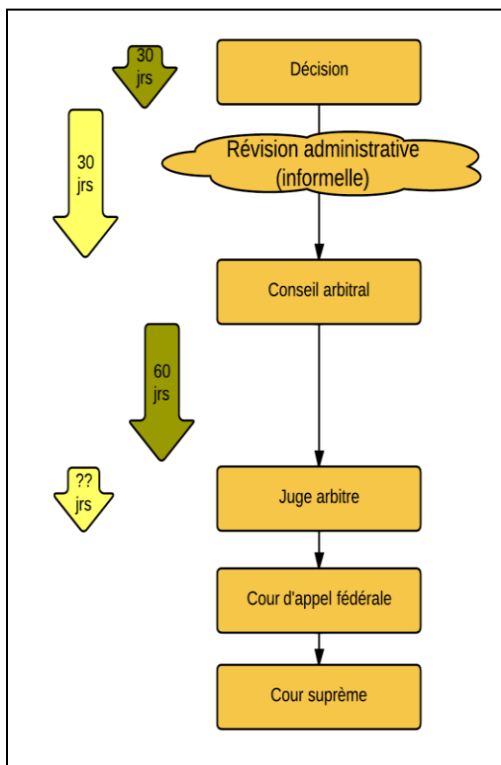 30
jrs
Décision
Révision administrative
(informelle)
30
jrs
Conseil arbitral
60
jrs
??
jrs
Juge arbitre
Cour d'appel fédérale
Cour suprème